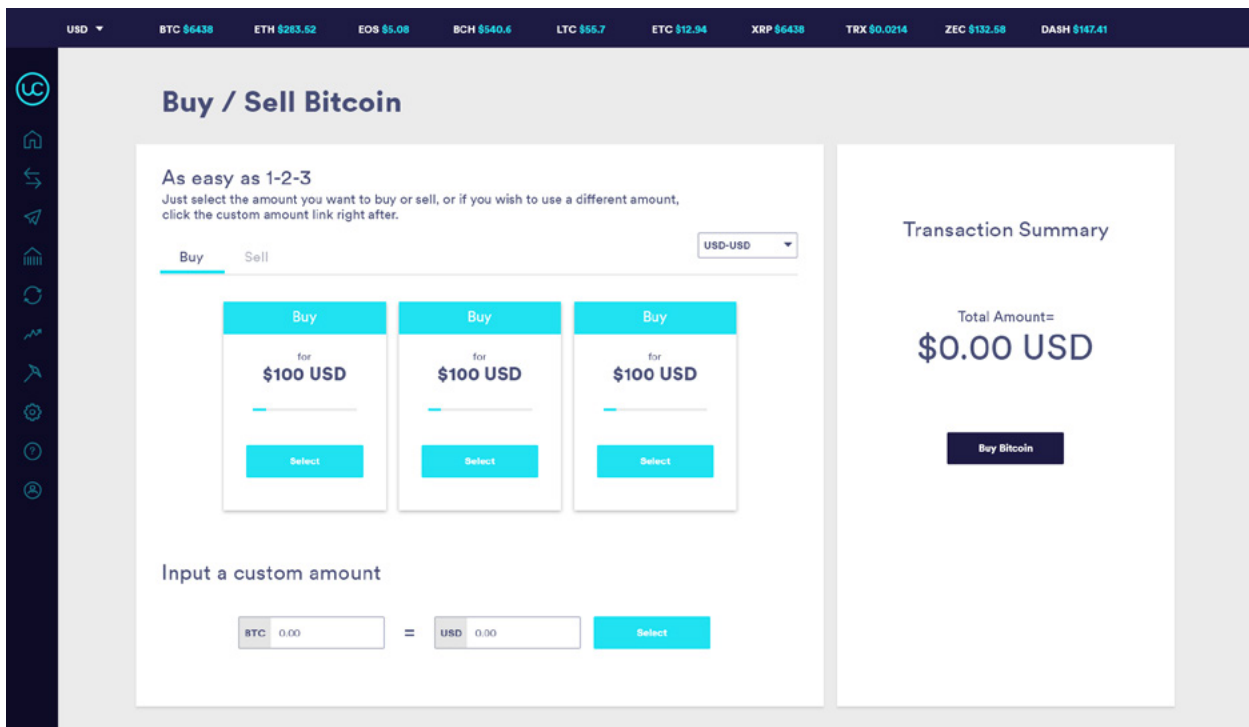 USD BTC $6438 ETH $263.52 EOS $5.08 BCH $540.6 LTC $55.7 ETC $12.94 XRP $6438 TRX $0.0214 ZEC $132.58 DASH $147.41
UC
Buy / Sell Bitcoin
As easy as 1-2-3
Just select the amount you want to buy or sell, or if you wish to use a different amount,
click the custom amount link right after.
Buy Sell
USD-USD
Buy Buy Buy
for for for
$100 USD $100 USD $100 USD
Select Select Select
Input a custom amount
BTC 0.00 = USD 0.00 Select
Transaction Summary
Total Amount=
$0.00 USD
Buy Bitcoin